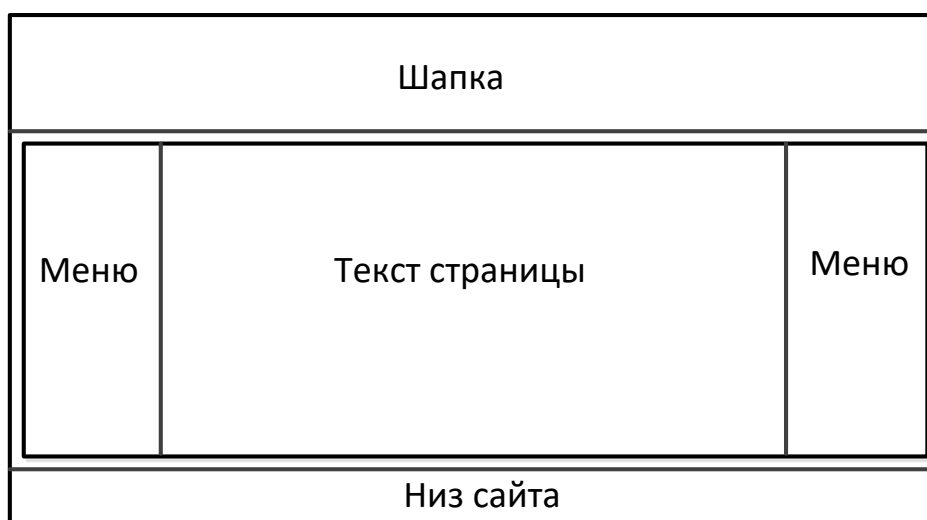 Шапка
Меню
Текст страницы
Меню
Низ сайта